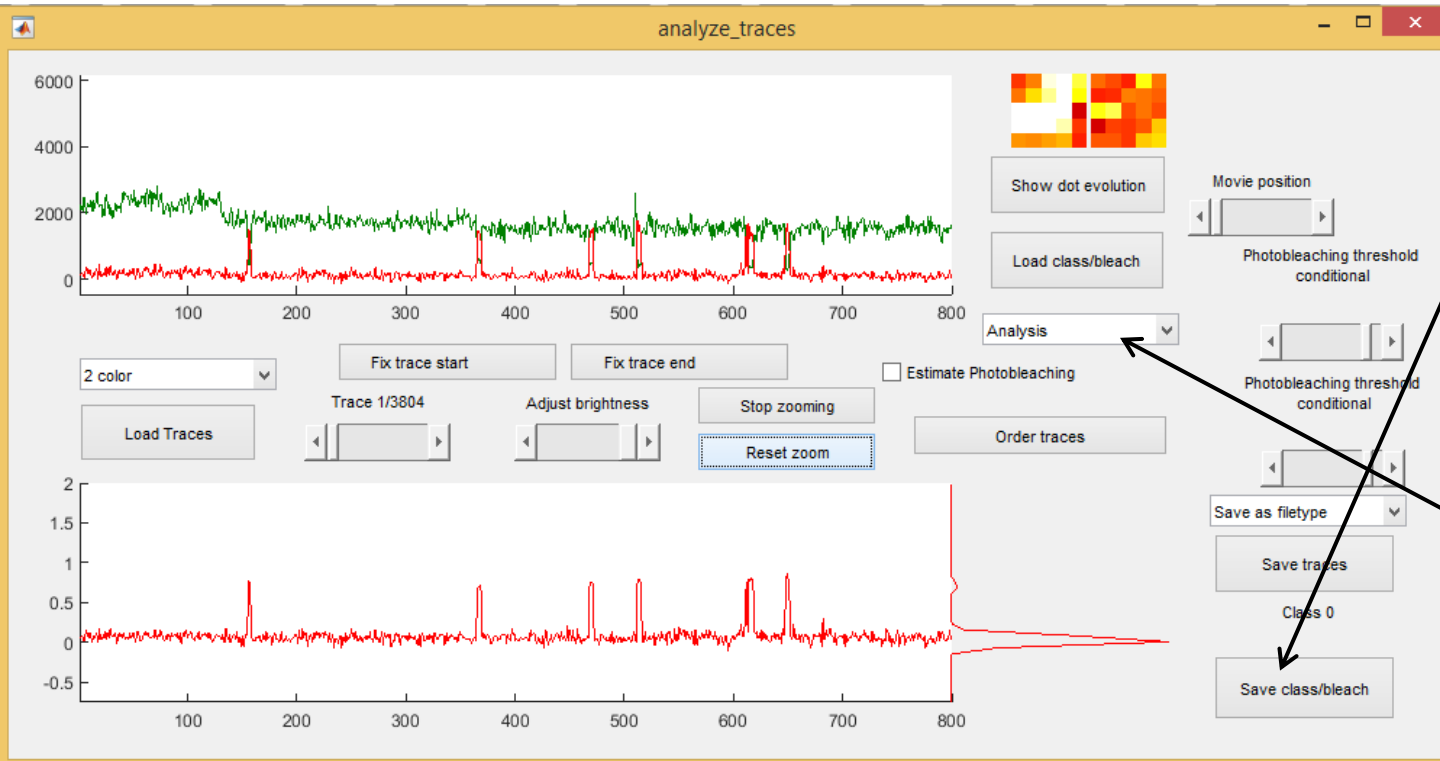 analyze_traces
6000
4000
2000
0
100 200 300 400 500 600 700 800
Show dot evolution
Movie position
Load class/bleach
Photobleaching threshold
conditional
Analysis
2 color
Fix trace start
Fix trace end
Estimate Photobleaching
Trace 1/3804
Adjust brightness
Stop zooming
Photobleaching threshold
conditional
Load Traces
Reset zoom
Order traces
2
1.5
1
0.5
0
-0.5
100 200 300 400 500 600 700 800
Save as filetype
Save traces
Class 0
Save class/bleach